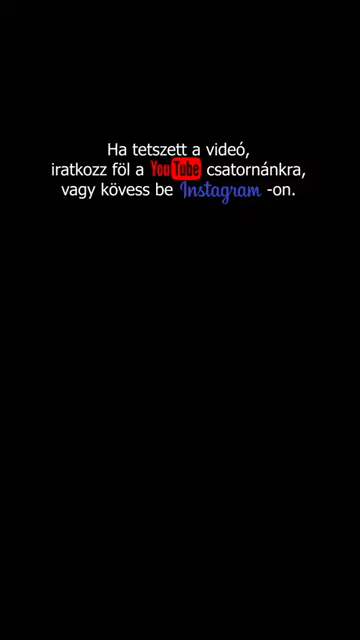 Ha tetszett a videó,
iratkozz föl a YouTube csatornánkra,
vagy kövess be Instagram -on.